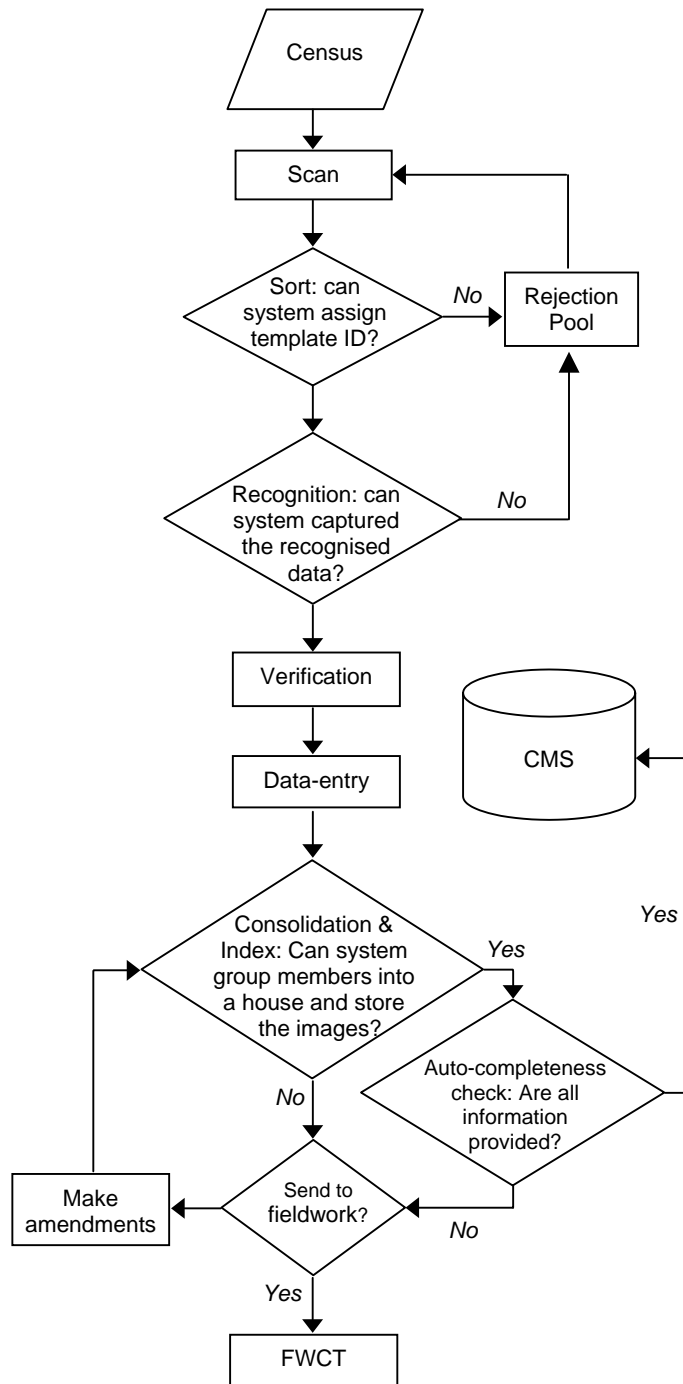 Census
Scan
Sort: can
system assign
template ID?
No
Rejection
Pool
Recognition: can
system captured
the recognised
data?
No
Verification
CMS
Data-entry
Consolidation &
Index: Can system
group members into
a house and store
the images?
Yes
Yes
Auto-completeness
check: Are all
information
provided?
No
Make
amendments
Send to
fieldwork?
No
Yes
FWCT